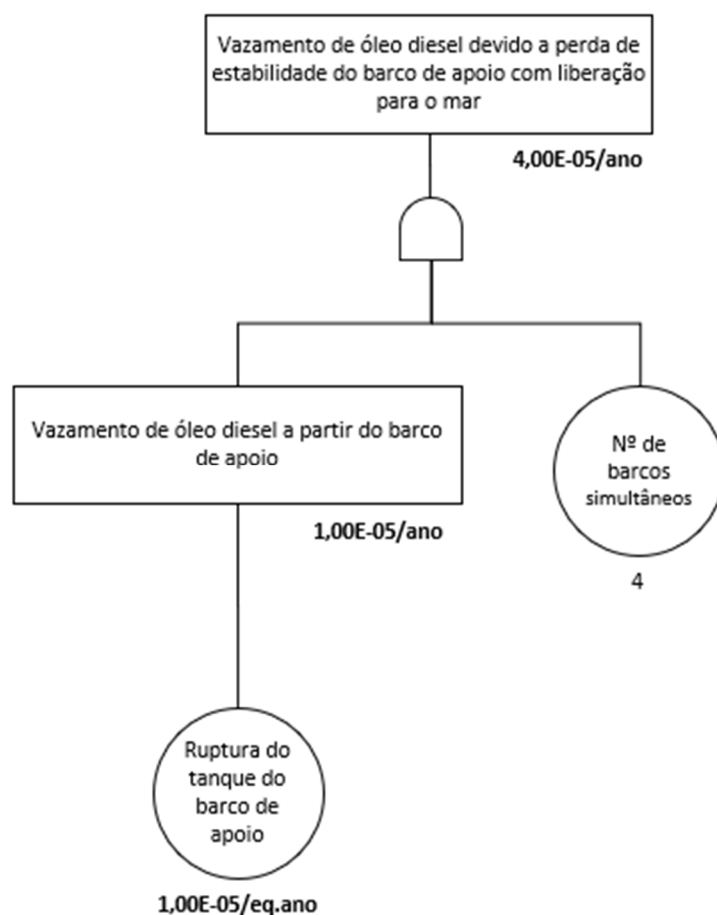 Vazamento de óleo diesel devido a perda de
estabilidade do barco de apoio com liberação
para o mar
4,00E-05/ano
Vazamento de óleo diesel a partir do barco
de apoio
1,00E-05/ano
Nº de
barcos
simultâneos
4
Ruptura do
tanque do
barco de
apoio
1,00E-05/eq.ano